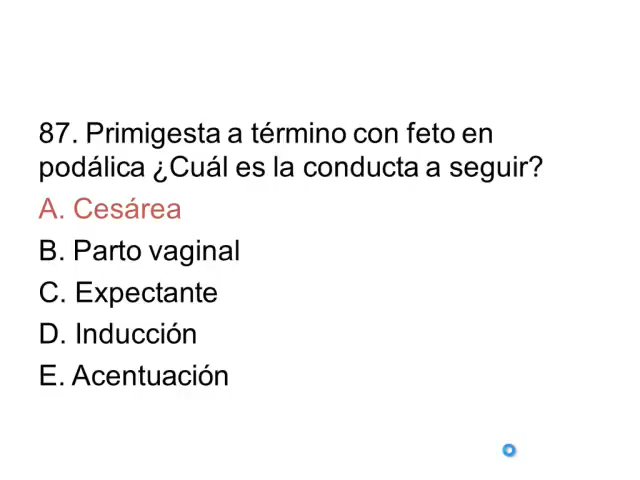 87. Primigesta a término con feto en
podálica ¿Cuál es la conducta a seguir?
A. Cesárea
B. Parto vaginal
C. Expectante
D. Inducción
E. Acentuación